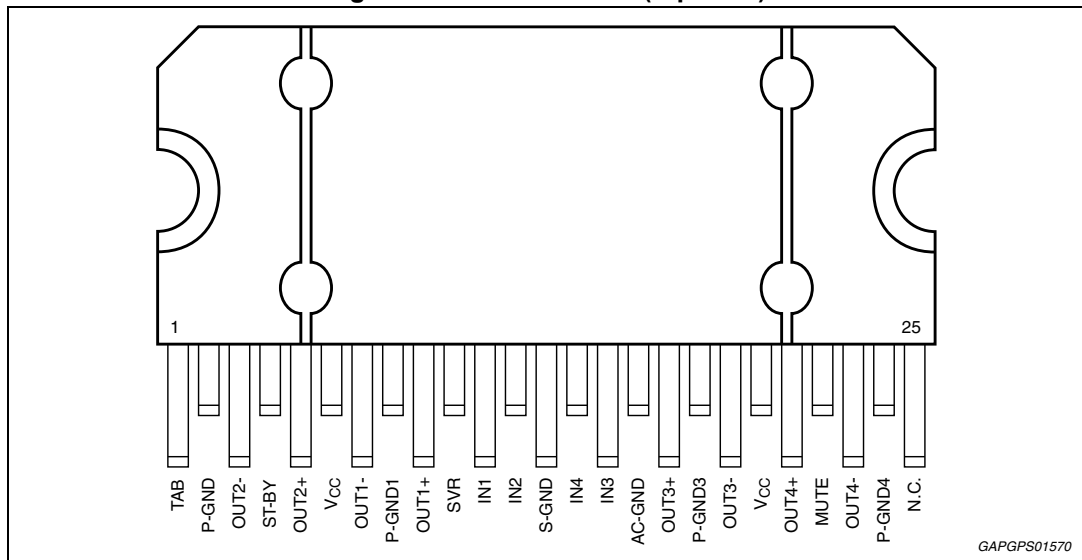 1
25
TAB
P-GND
OUT2-
ST-BY
OUT2+
VCC
OUT1-
P-GND1
OUT1+
SVR
IN1
IN2
S-GND
IN4
IN3
AC-GND
OUT3+
P-GND3
OUT3-
VCC
OUT4+
MUTE
OUT4-
P-GND4
N.C.
GAPGPS01570